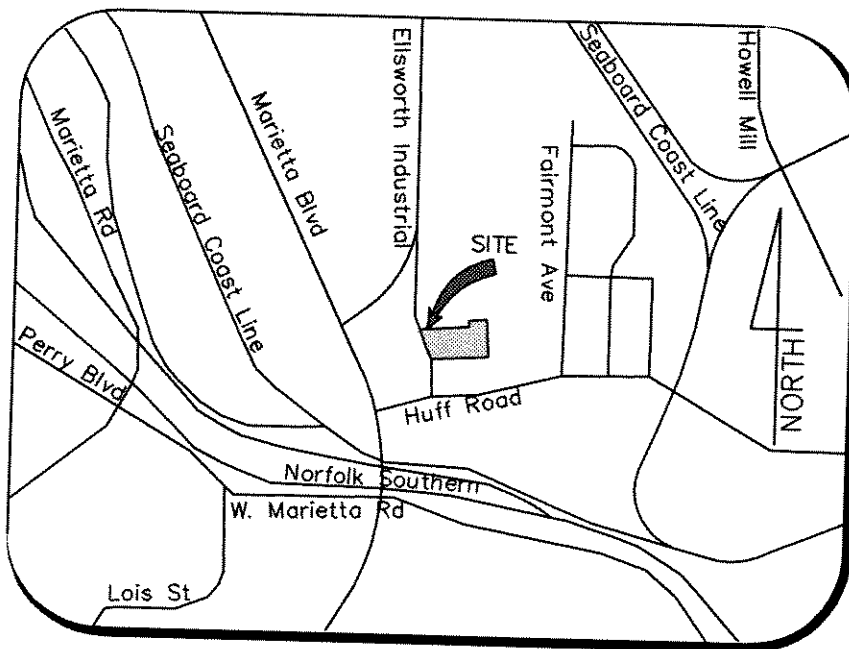 Ellsworth Industrial
Seaboard Coast Line
Howell Mill
Marietta Rd
Seaboard Coast Line
Marietta Blvd
Fairmont Ave
SITE
Perry Blvd
Huff Road
NORTH
Norfolk Southern
W. Marietta Rd
Lois St